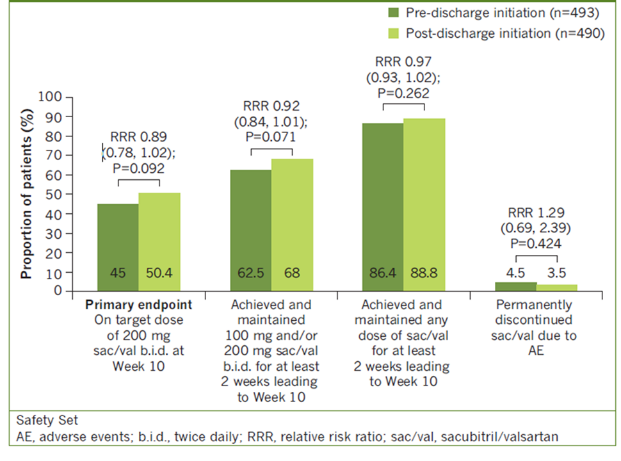 Pre-discharge initiation (n=493)
Post-discharge initiation (n=490)
RRR 0.97
(0.93, 1.02);
P=0.262
RRR 0.92
(0.84, 1.01);
P=0.071
RRR 0.89
(0.78, 1.02);
P=0.092
RRR 1.29
(0.69, 2.39)
P=0.424
Proportion of patients (%)
100
90
80
70
60
50
40
30
20
10
0
45 50.4
62.5 68
86.4 88.8
4.5 3.5
Primary endpoint
On target dose
of 200 mg
sac/val b.i.d. at
Week 10
Achieved and
maintained
100 mg and/or
200 mg sac/val
b.i.d. for at least
2 weeks leading
to Week 10
Achieved and
maintained any
dose of sac/val
for at least
2 weeks leading
to Week 10
Permanently
discontinued
sac/val due to
AE
Safety Set
AE, adverse events; b.i.d., twice daily; RRR, relative risk ratio; sac/val, sacubitril/valsartan